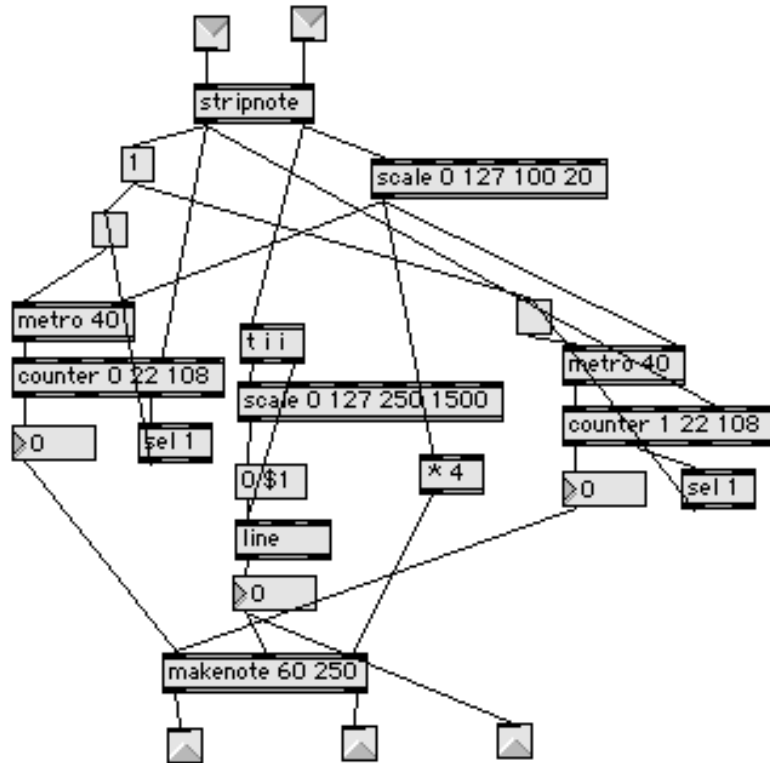 stripnote
1
scale 0 127 100 20
metro 40
t i i
metro 40
counter 0 22 108
scale 0 127 250 1500
counter 1 22 108
0
sel 1
* 4
0 $1
0
sel 1
line
0
makenote 60 250